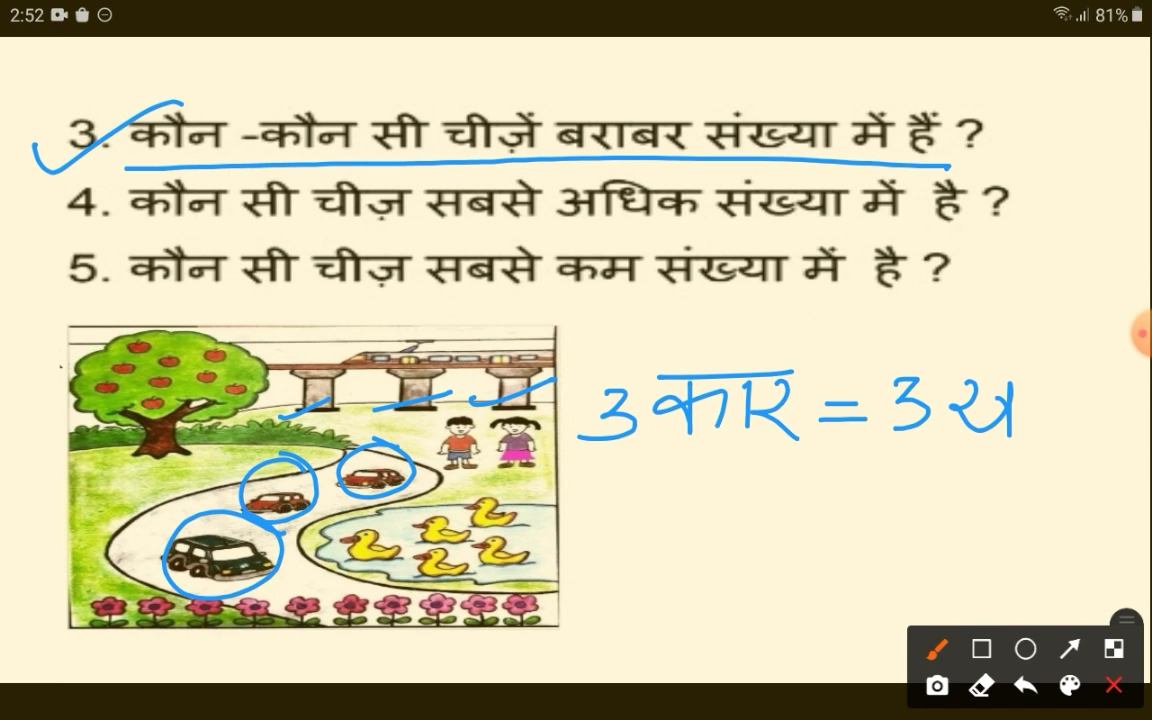 2:52 81%
3. कौन -कौन सी चीज़ें बराबर संख्या में हैं ?
4. कौन सी चीज़ सबसे अधिक संख्या में है ?
5. कौन सी चीज़ सबसे कम संख्या में है ?
3 कार = 3